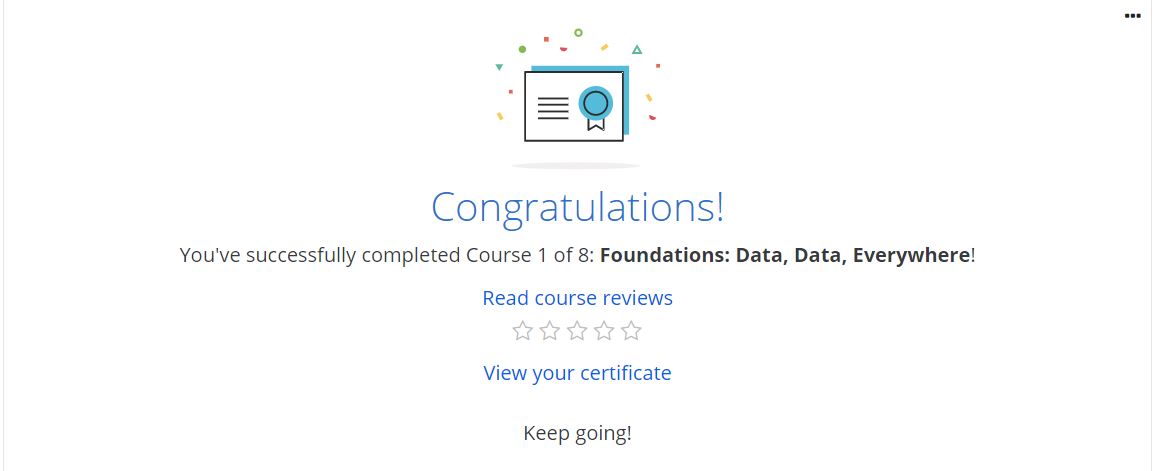 Congratulations!
You've successfully completed Course 1 of 8: Foundations: Data, Data, Everywhere!
Read course reviews
View your certificate
Keep going!